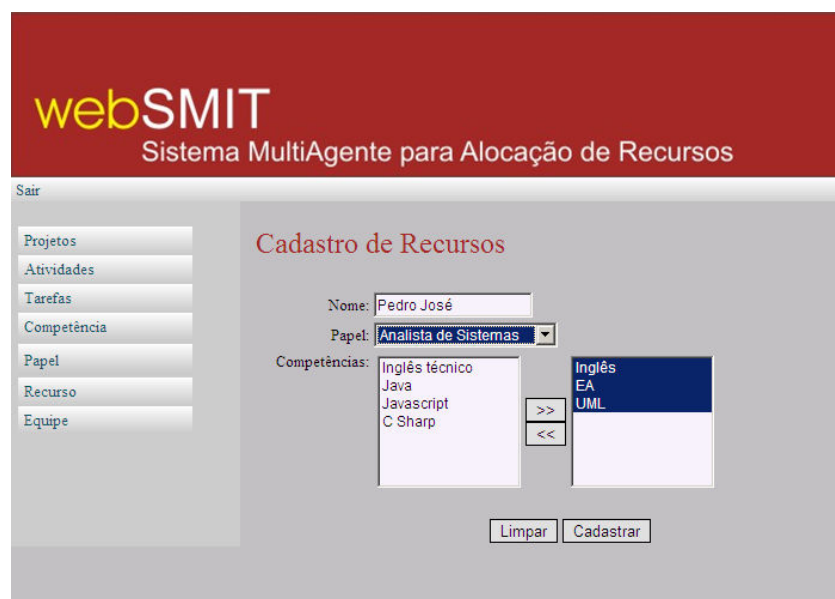 webSMIT
Sistema MultiAgente para Alocação de Recursos
Sair
Projetos
Atividades
Tarefas
Competência
Papel
Recurso
Equipe
Cadastro de Recursos
Nome: Pedro José
Papel: Analista de Sistemas
Competências:
Inglês técnico
Java
Javascript
C Sharp
>>
<<
Inglês
EA
UML
Limpar Cadastrar